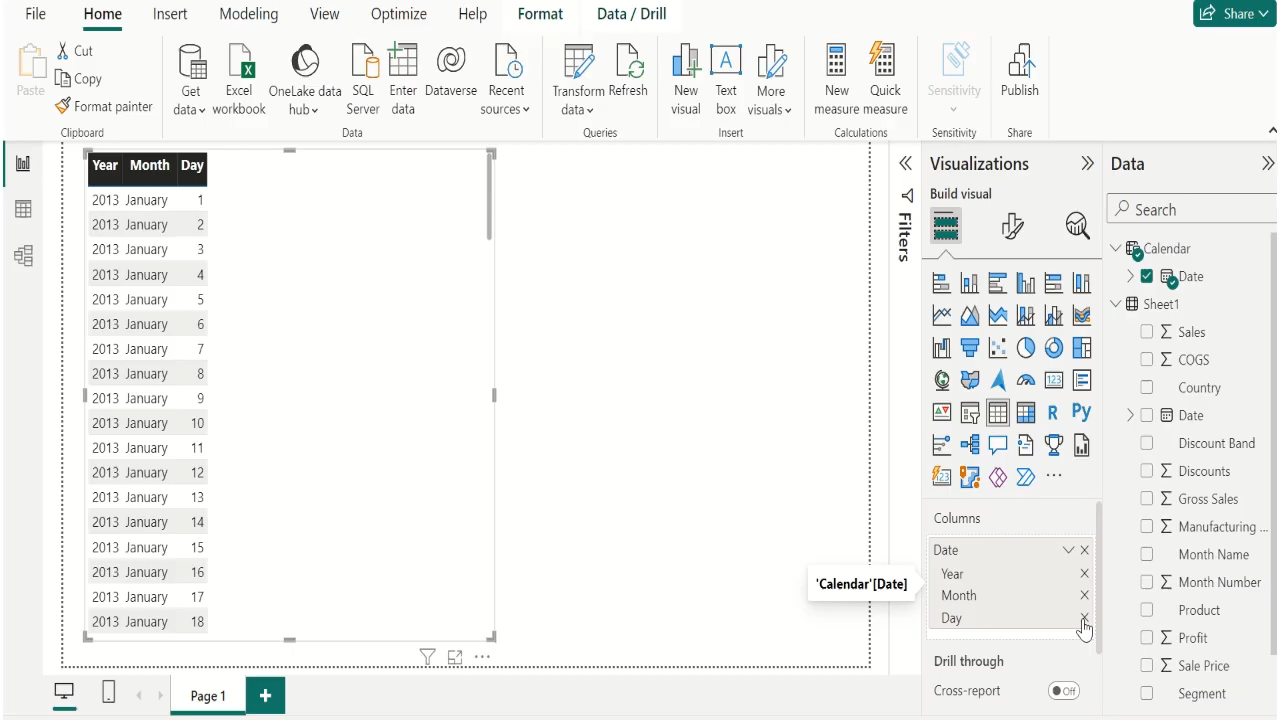 File Home Insert Modeling View Optimize Help Format Data / Drill Share
Paste
Cut
Copy
Format painter
Clipboard
Get data
Excel workbook
OneLake data hub
SQL Server
Enter data
Dataverse
Recent sources
Data
Transform data
Refresh
Queries
New visual
Text box
More visuals
Insert
New measure
Quick measure
Calculations
Sensitivity
Sensitivity
Publish
Share
Year Month Day
2013 January 1
2013 January 2
2013 January 3
2013 January 4
2013 January 5
2013 January 6
2013 January 7
2013 January 8
2013 January 9
2013 January 10
2013 January 11
2013 January 12
2013 January 13
2013 January 14
2013 January 15
2013 January 16
2013 January 17
2013 January 18
Page 1
Filters
Visualizations
Build visual
123
R
Py
123
Columns
Date
Year
Month
Day
'Calendar'[Date]
Drill through
Cross-report Off
Data
Search
Calendar
Date
Sheet1
Sales
COGS
Country
Date
Discount Band
Discounts
Gross Sales
Manufacturing ...
Month Name
Month Number
Product
Profit
Sale Price
Segment